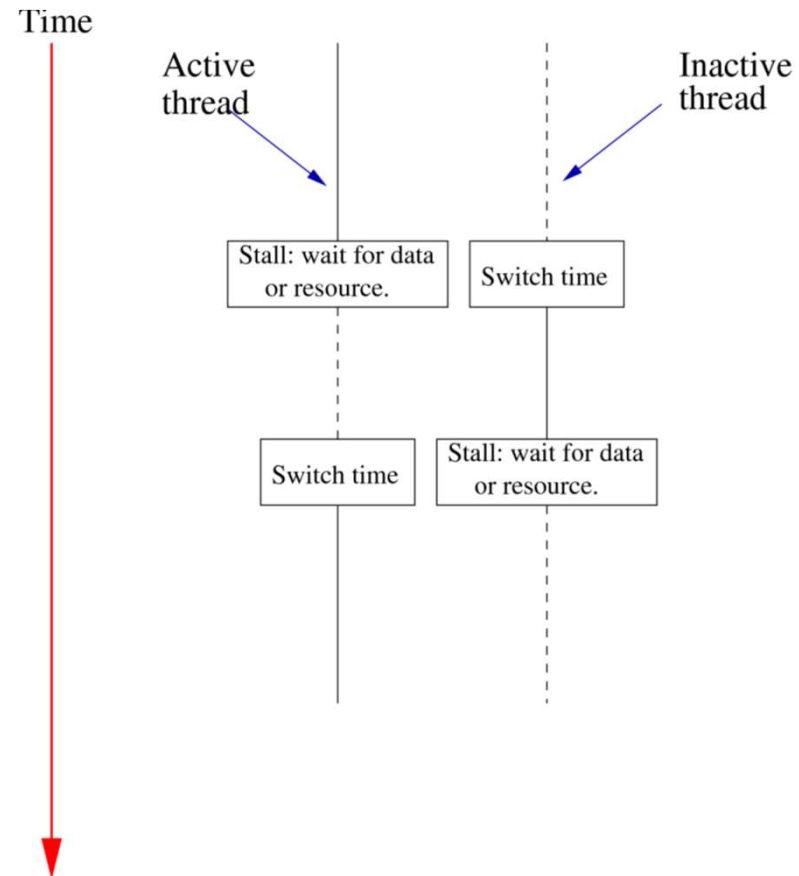 Time
Active
thread
Inactive
thread
Stall: wait for data
or resource.
Switch time
Switch time
Stall: wait for data
or resource.